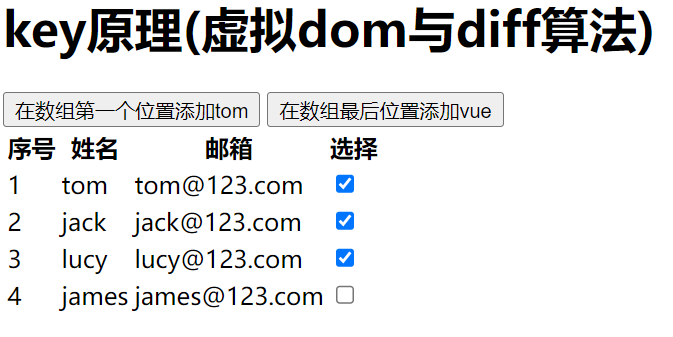 key原理(虚拟dom与diff算法)
在数组第一个位置添加tom 在数组最后位置添加vue
序号 姓名 邮箱 选择
1 tom tom@123.com
2 jack jack@123.com
3 lucy lucy@123.com
4 james james@123.com